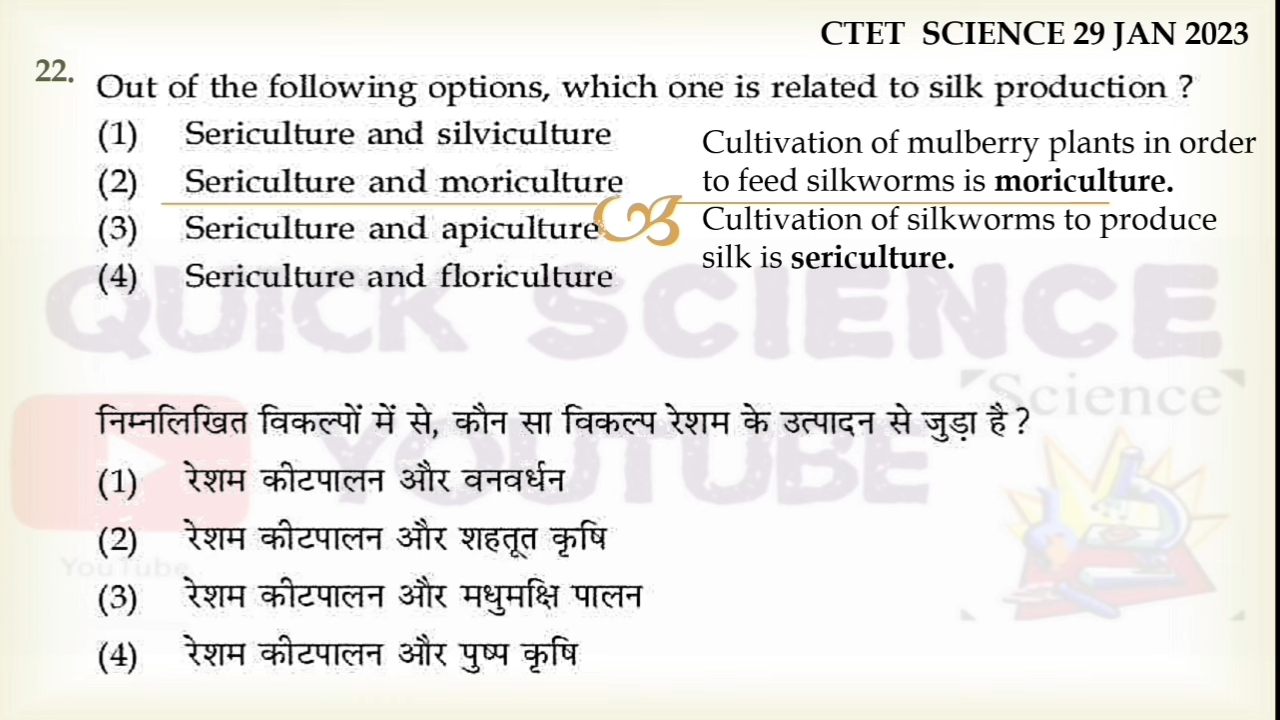 CTET SCIENCE 29 JAN 2023
22. Out of the following options, which one is related to silk production ?
(1) Sericulture and silviculture
(2) Sericulture and moriculture
(3) Sericulture and apiculture
(4) Sericulture and floriculture
Cultivation of mulberry plants in order
to feed silkworms is moriculture.
Cultivation of silkworms to produce
silk is sericulture.
QUICK SCIENCE
Science
YOUTUBE
YouTube
निम्नलिखित विकल्पों में से, कौन सा विकल्प रेशम के उत्पादन से जुड़ा है ?
(1) रेशम कीटपालन और वनवर्धन
(2) रेशम कीटपालन और शहतूत कृषि
(3) रेशम कीटपालन और मधुमक्षि पालन
(4) रेशम कीटपालन और पुष्प कृषि